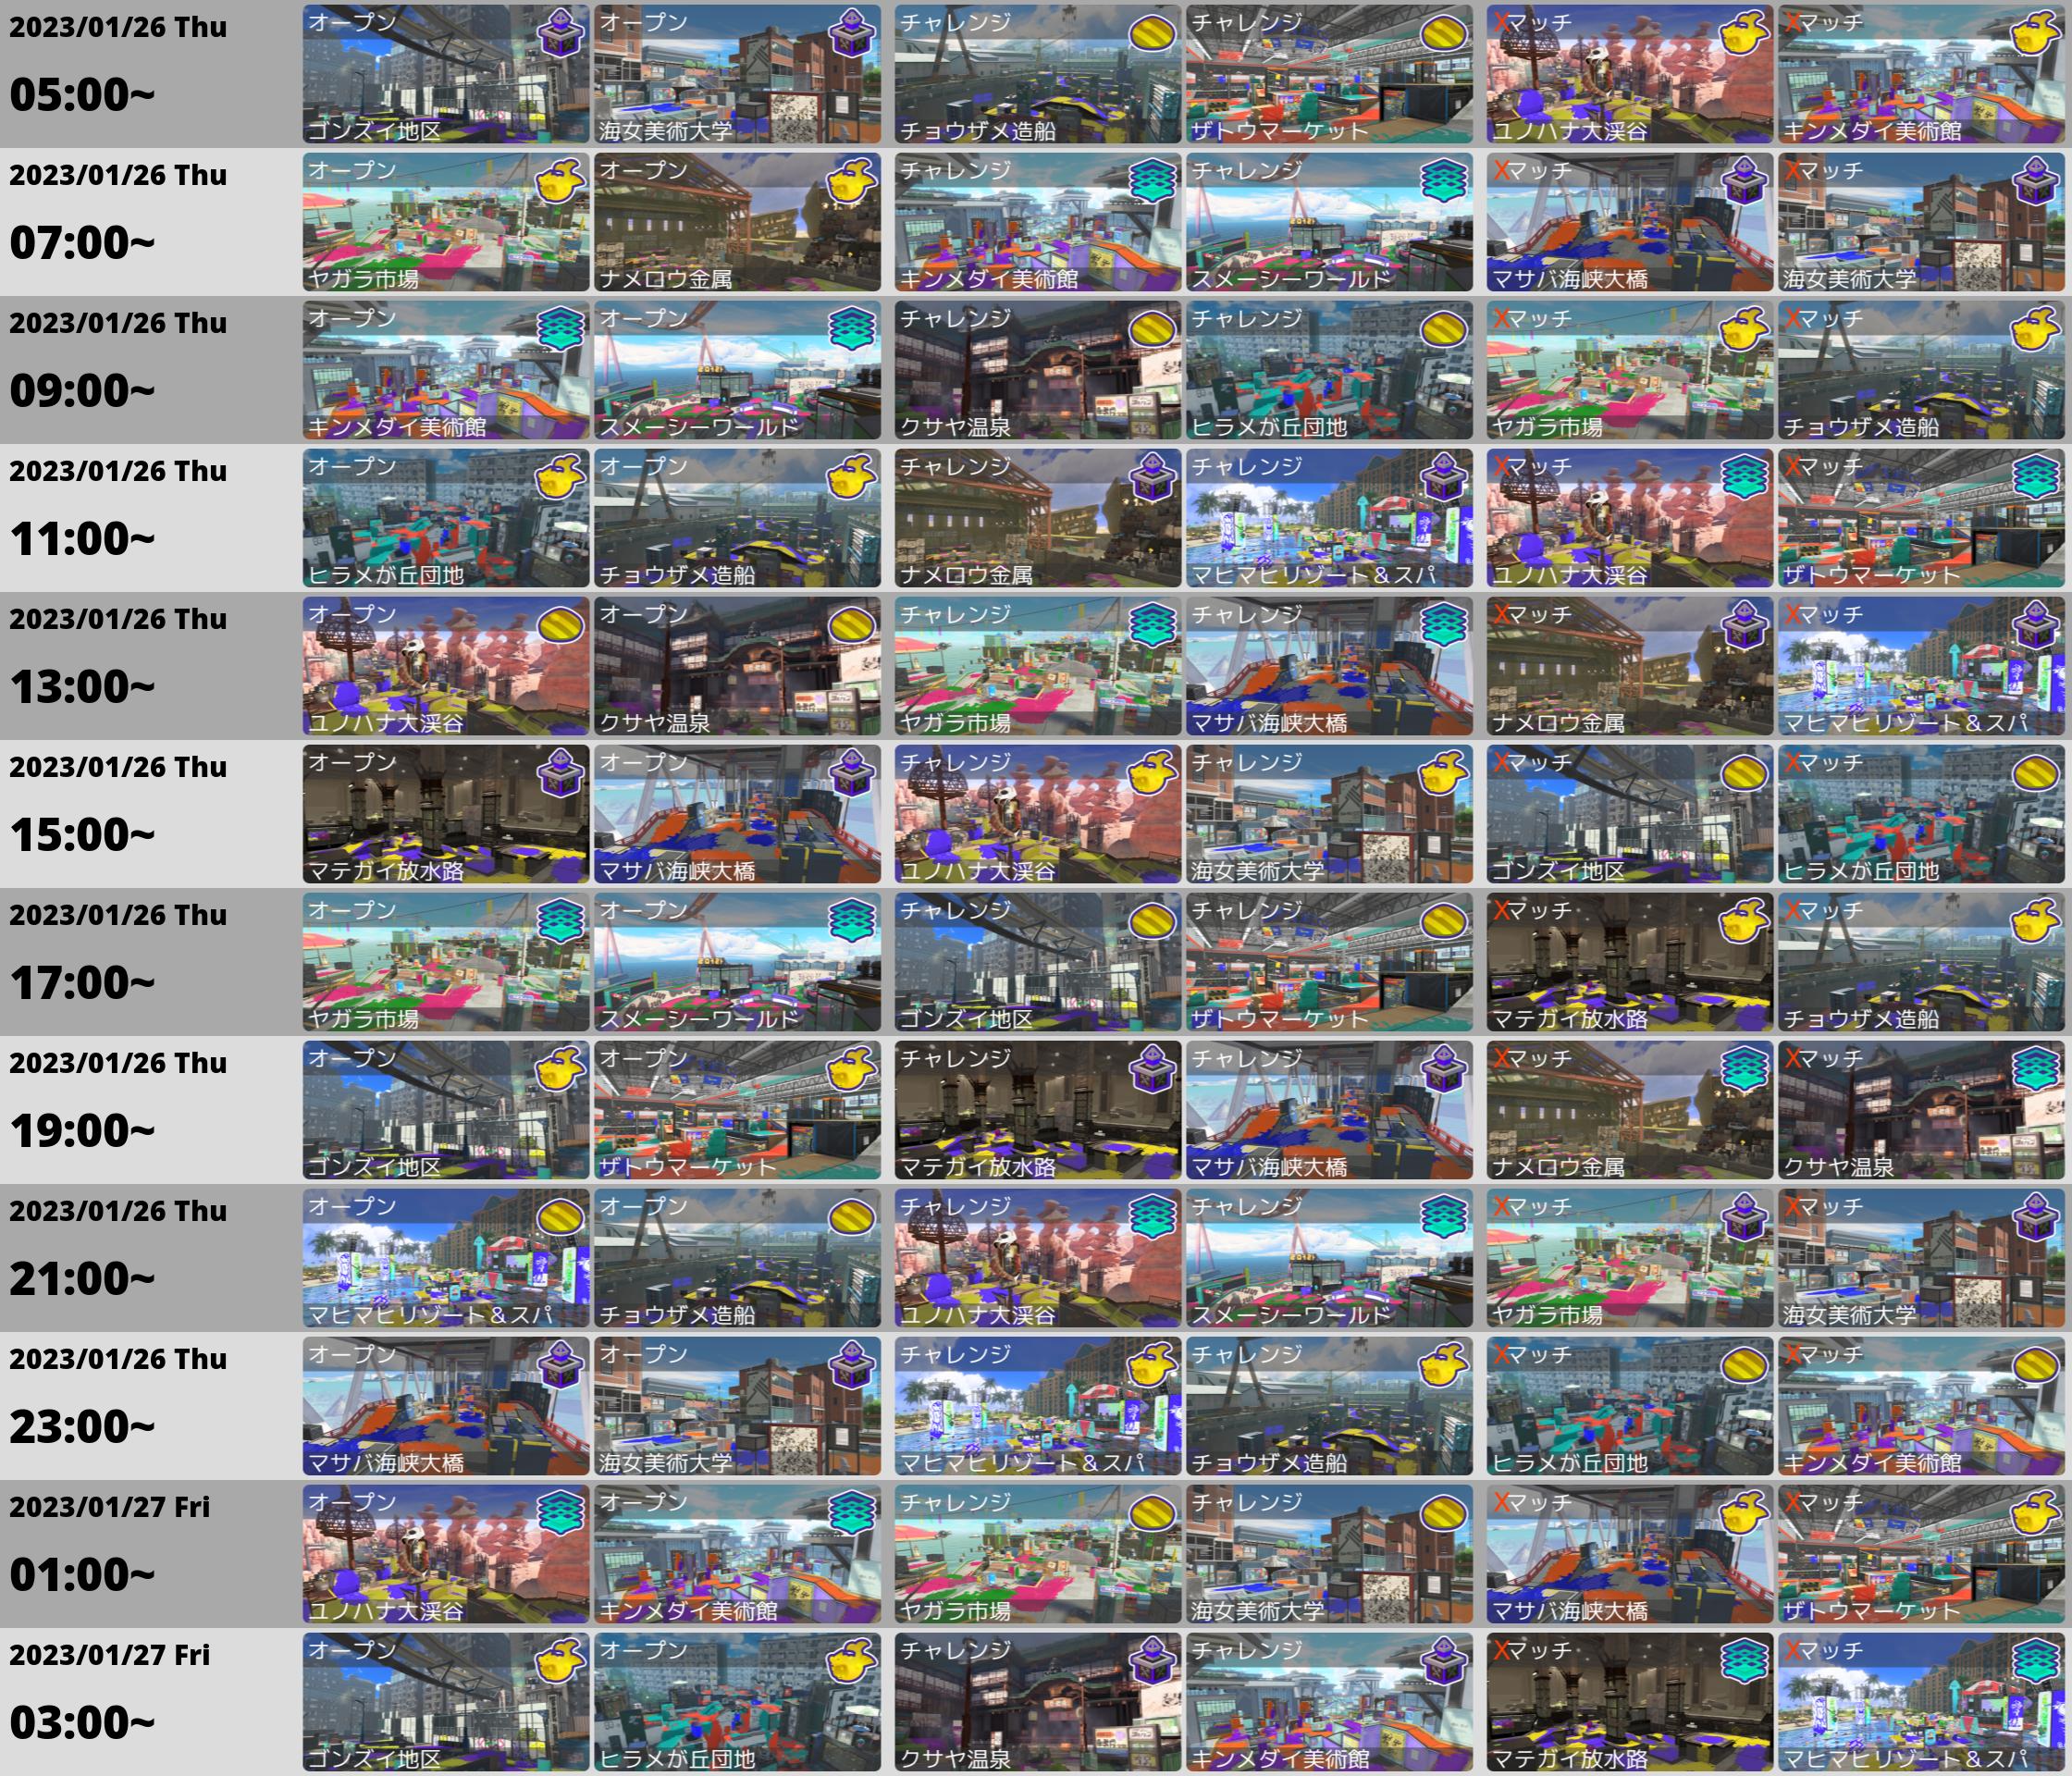 2023/01/26 Thu
05:00~
オープン オープン チャレンジ チャレンジ Xマッチ Xマッチ
ゴンズイ地区 海女美術大学 チョウザメ造船 ザトウマーケット ユノハナ大渓谷 キンメダイ美術館
2023/01/26 Thu
07:00~
オープン オープン チャレンジ チャレンジ Xマッチ Xマッチ
ヤガラ市場 ナメロウ金属 キンメダイ美術館 スメーシーワールド マサバ海峡大橋 海女美術大学
2023/01/26 Thu
09:00~
オープン オープン チャレンジ チャレンジ Xマッチ Xマッチ
キンメダイ美術館 スメーシーワールド クサヤ温泉 ヒラメが丘団地 ヤガラ市場 チョウザメ造船
2023/01/26 Thu
11:00~
オープン オープン チャレンジ チャレンジ Xマッチ Xマッチ
ヒラメが丘団地 チョウザメ造船 ナメロウ金属 マヒマヒリゾート＆スパ ユノハナ大渓谷 ザトウマーケット
2023/01/26 Thu
13:00~
オープン オープン チャレンジ チャレンジ Xマッチ Xマッチ
ユノハナ大渓谷 クサヤ温泉 ヤガラ市場 マサバ海峡大橋 ナメロウ金属 マヒマヒリゾート＆スパ
2023/01/26 Thu
15:00~
オープン オープン チャレンジ チャレンジ Xマッチ Xマッチ
マテガイ放水路 マサバ海峡大橋 ユノハナ大渓谷 海女美術大学 ゴンズイ地区 ヒラメが丘団地
2023/01/26 Thu
17:00~
オープン オープン チャレンジ チャレンジ Xマッチ Xマッチ
ヤガラ市場 スメーシーワールド ゴンズイ地区 ザトウマーケット マテガイ放水路 チョウザメ造船
2023/01/26 Thu
19:00~
オープン オープン チャレンジ チャレンジ Xマッチ Xマッチ
ゴンズイ地区 ザトウマーケット マテガイ放水路 マサバ海峡大橋 ナメロウ金属 クサヤ温泉
2023/01/26 Thu
21:00~
オープン オープン チャレンジ チャレンジ Xマッチ Xマッチ
マヒマヒリゾート＆スパ チョウザメ造船 ユノハナ大渓谷 スメーシーワールド ヤガラ市場 海女美術大学
2023/01/26 Thu
23:00~
オープン オープン チャレンジ チャレンジ Xマッチ Xマッチ
マサバ海峡大橋 海女美術大学 マヒマヒリゾート＆スパ チョウザメ造船 ヒラメが丘団地 キンメダイ美術館
2023/01/27 Fri
01:00~
オープン オープン チャレンジ チャレンジ Xマッチ Xマッチ
ユノハナ大渓谷 キンメダイ美術館 ヤガラ市場 海女美術大学 マサバ海峡大橋 ザトウマーケット
2023/01/27 Fri
03:00~
オープン オープン チャレンジ チャレンジ Xマッチ Xマッチ
ゴンズイ地区 ヒラメが丘団地 クサヤ温泉 キンメダイ美術館 マテガイ放水路 マヒマヒリゾート＆スパ